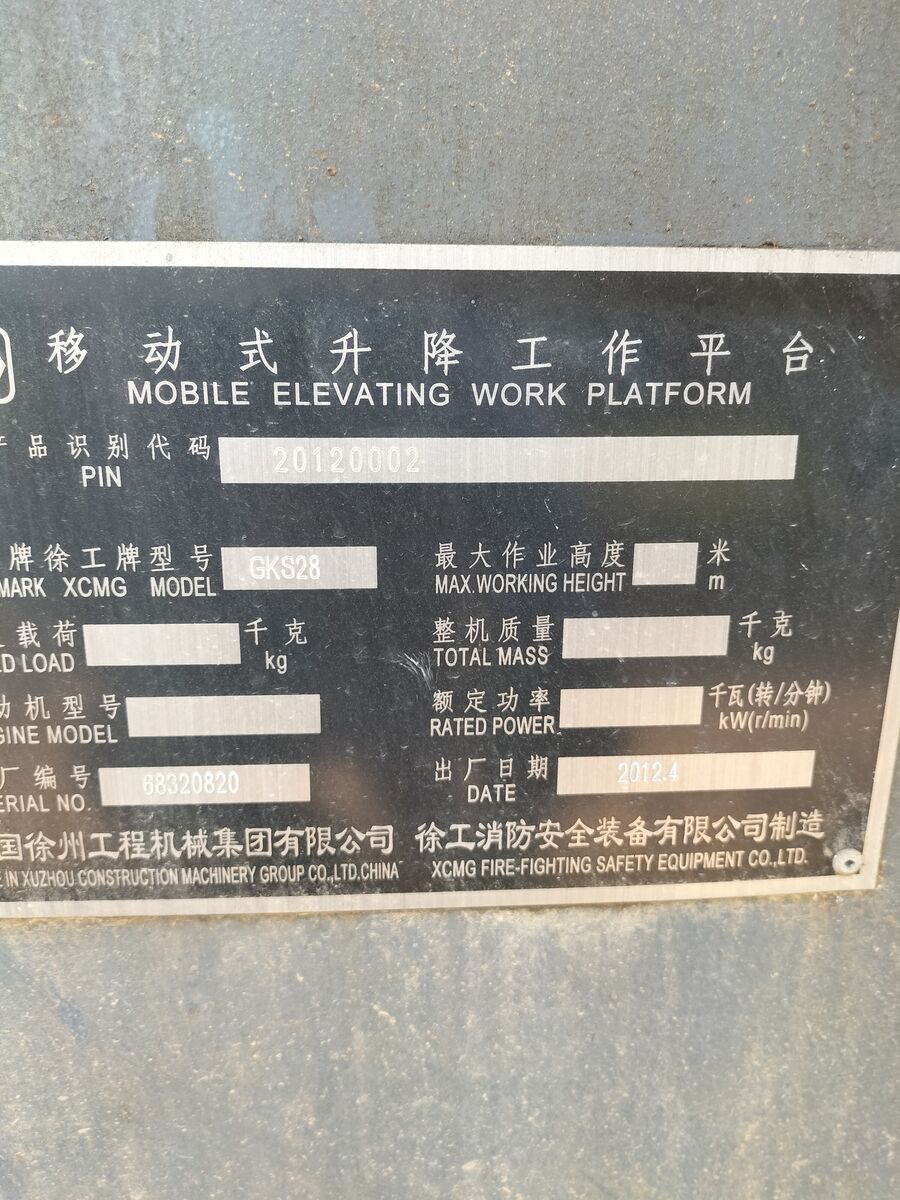 移动式升降工作平台
MOBILE ELEVATING WORK PLATFORM
品识别代码
PIN
20120002
牌徐工牌型号
MARK XCMG MODEL
GKS28
最大作业高度
MAX.WORKING HEIGHT
米
m
载荷
LOAD
千克
kg
整机质量
TOTAL MASS
千克
kg
机型号
MODEL
额定功率
RATED POWER
千瓦(转/分钟)
kW(r/min)
厂编号
NO.
68320820
出厂日期
DATE
2012.4
国徐州工程机械集团有限公司 徐工消防安全装备有限公司制造
IN XUZHOU CONSTRUCTION MACHINERY GROUP CO.,LTD.CHINA XCMG FIRE-FIGHTING SAFETY EQUIPMENT CO.,LTD.